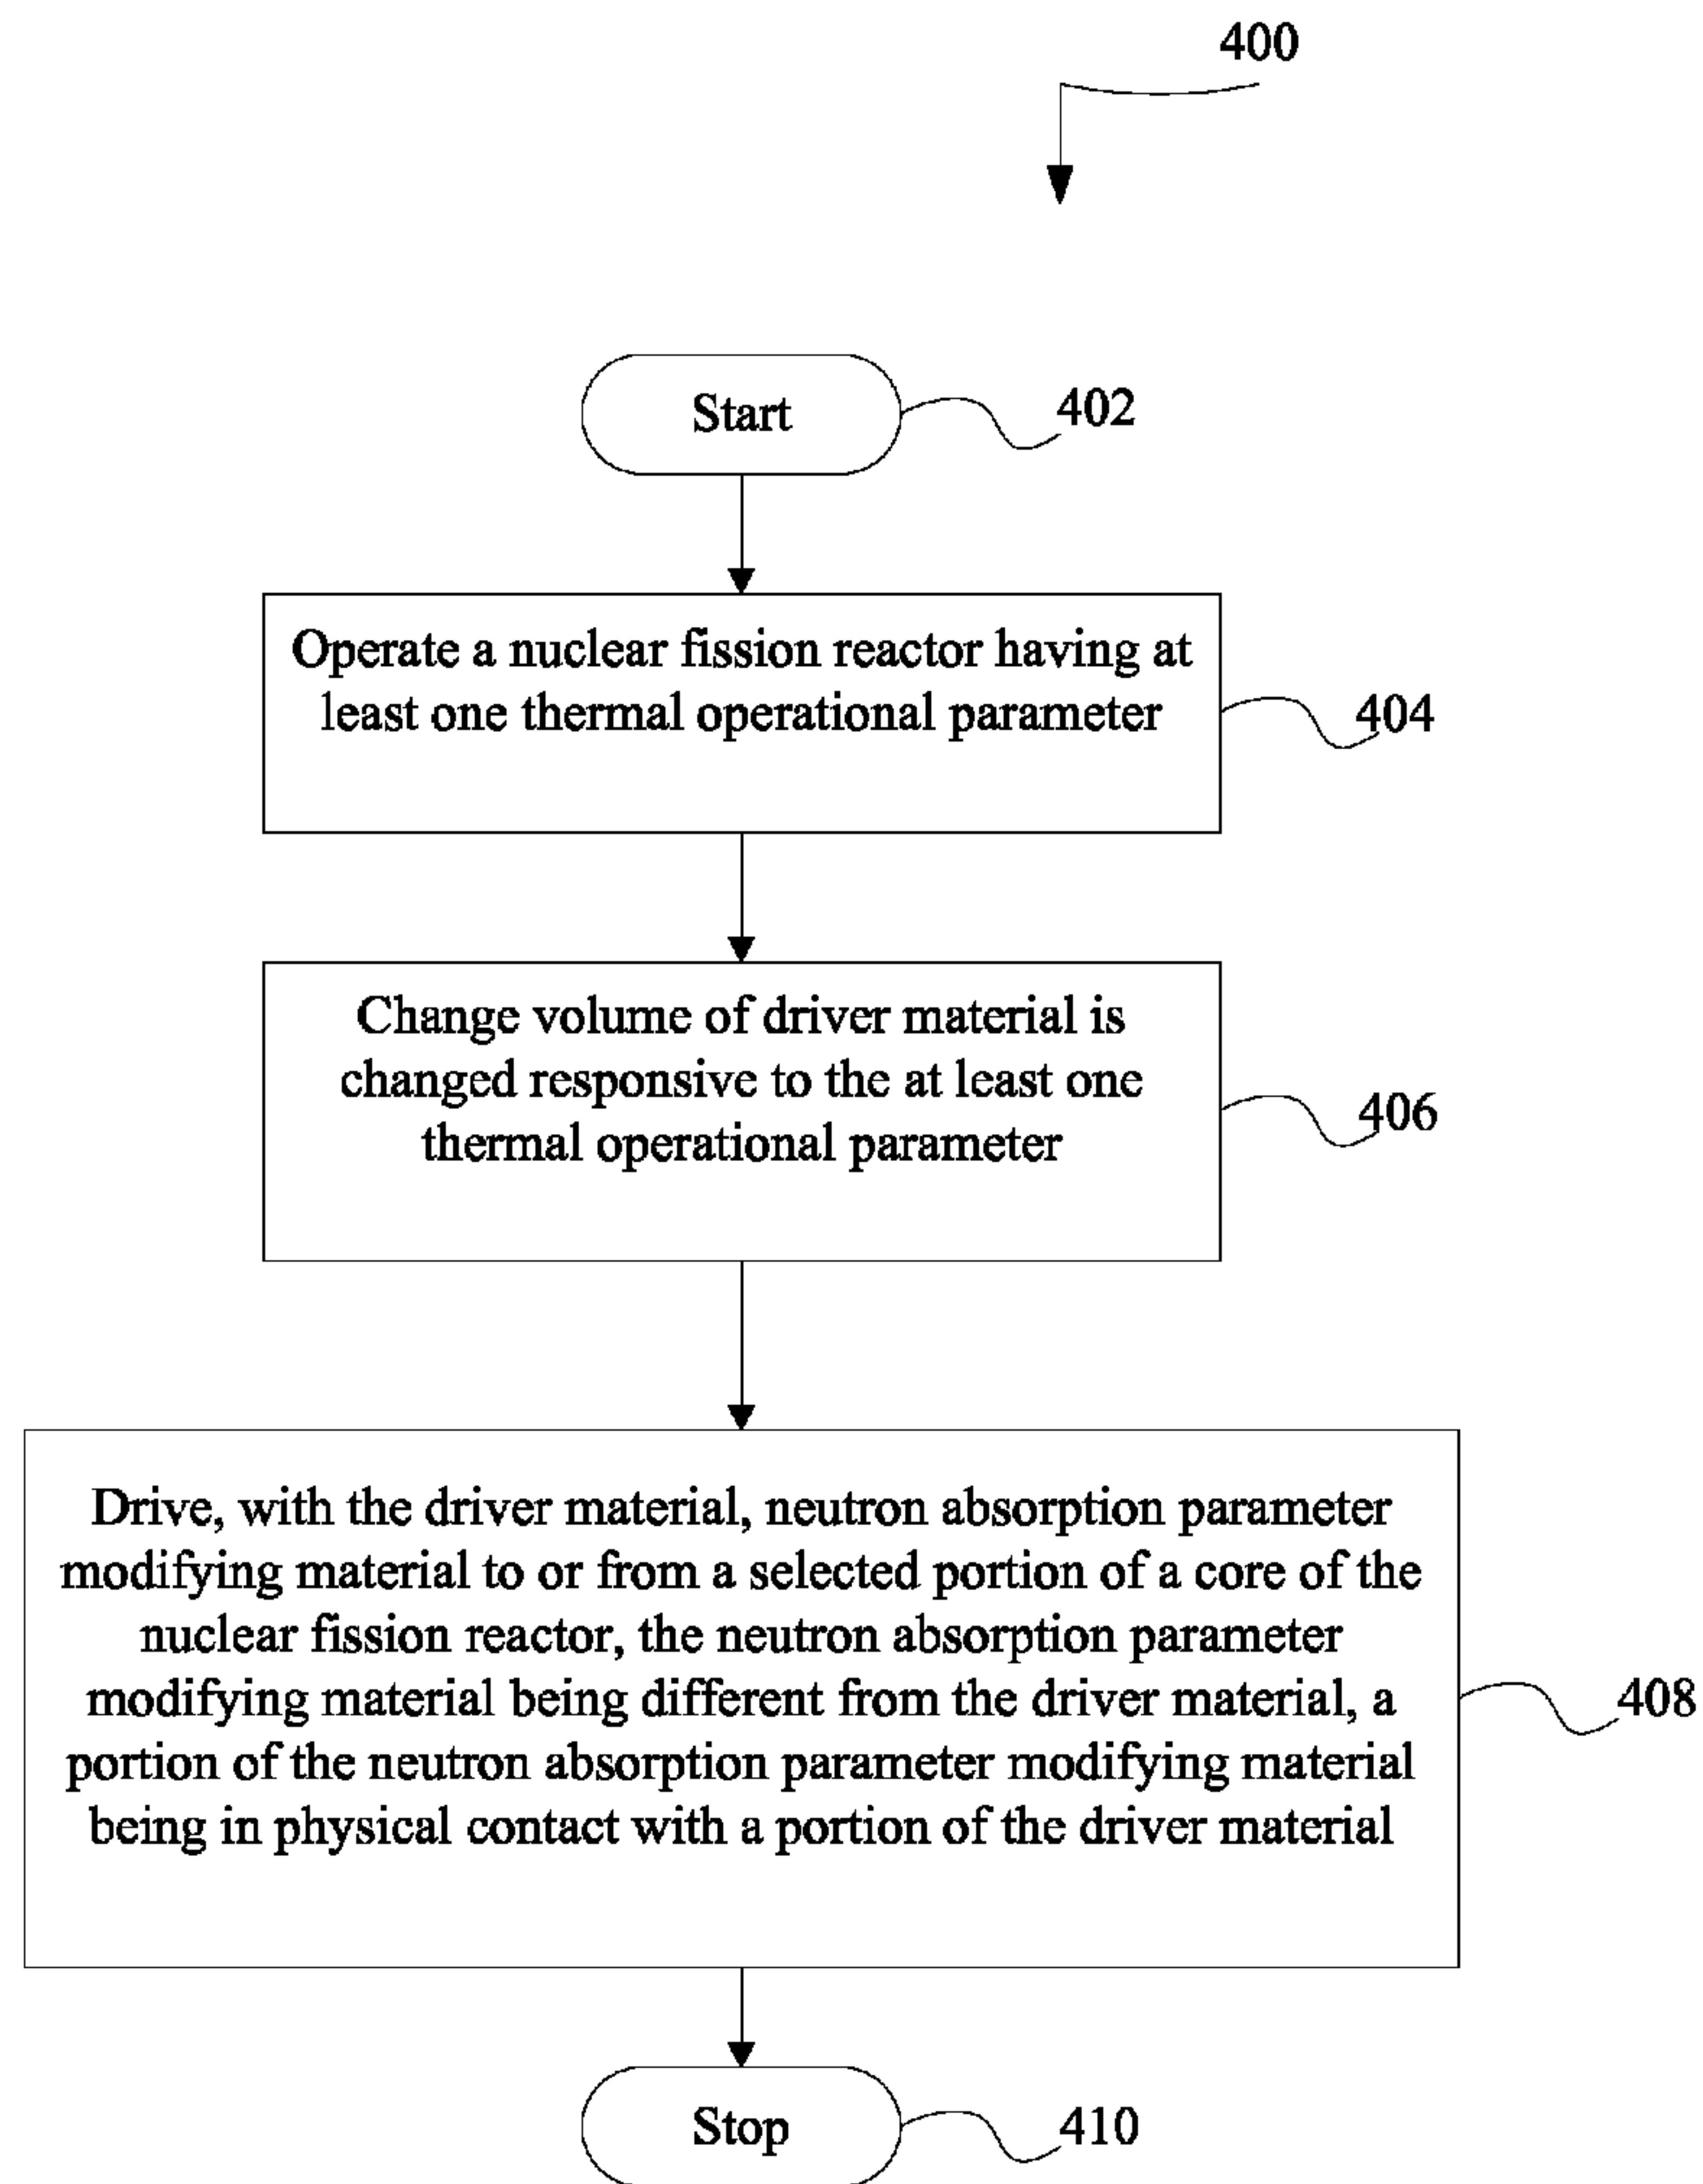 400
Start
402
Operate a nuclear fission reactor having at
least one thermal operational parameter
404
Change volume of driver material is
changed responsive to the at least one
thermal operational parameter
406
Drive, with the driver material, neutron absorption parameter
modifying material to or from a selected portion of a core of the
nuclear fission reactor, the neutron absorption parameter
modifying material being different from the driver material, a
portion of the neutron absorption parameter modifying material
being in physical contact with a portion of the driver material
408
Stop
410